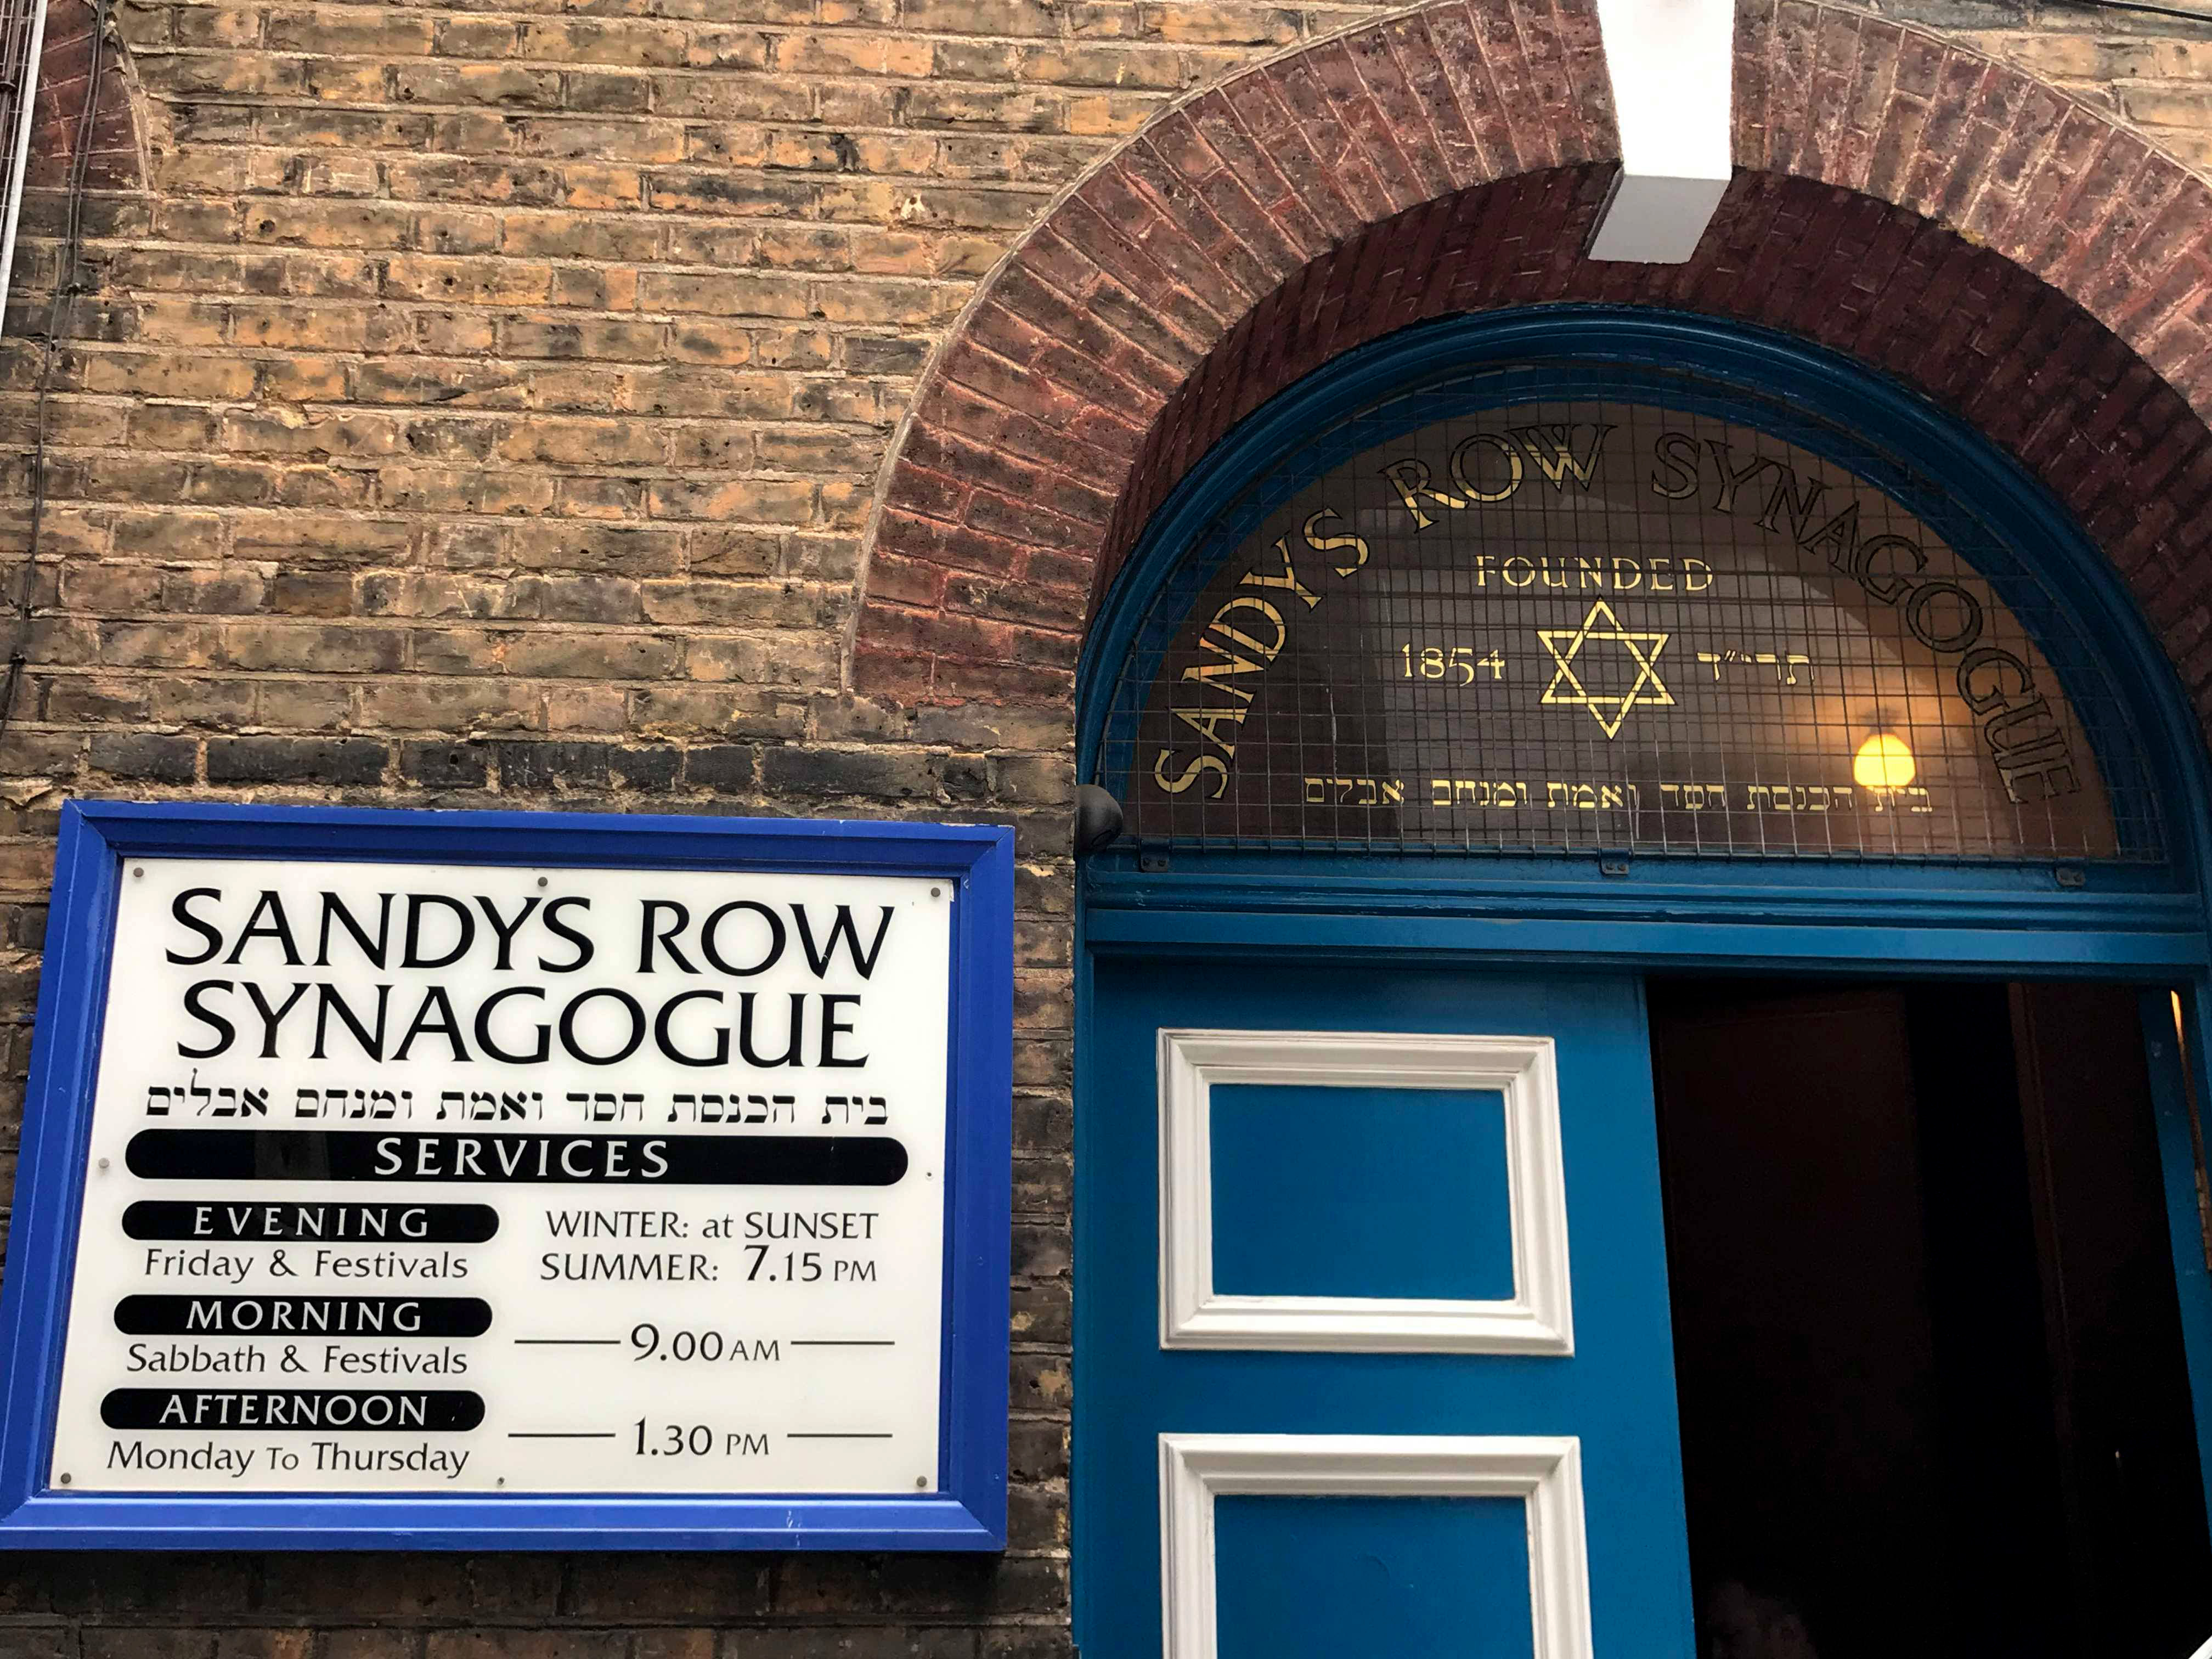 SANDYS ROW SYNAGOGUE
FOUNDED
1854 תרי״ד
בית הכנסת חסד ואמת ומנחם אבלים
SANDYS ROW
SYNAGOGUE
בית הכנסת חסד ואמת ומנחם אבלים
SERVICES
EVENING
Friday & Festivals
WINTER: at SUNSET
SUMMER: 7.15 PM
MORNING
Sabbath & Festivals
9.00 AM
AFTERNOON
Monday To Thursday
1.30 PM